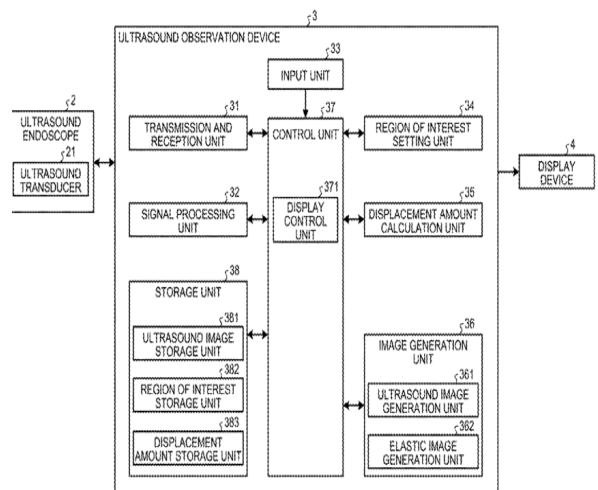 3
ULTRASOUND OBSERVATION DEVICE
33
INPUT UNIT
2
ULTRASOUND
ENDOSCOPE
21
ULTRASOUND
TRANSDUCER
31
TRANSMISSION AND
RECEPTION UNIT
37
CONTROL UNIT
34
REGION OF INTEREST
SETTING UNIT
4
DISPLAY
DEVICE
32
SIGNAL PROCESSING
UNIT
371
DISPLAY
CONTROL
UNIT
35
DISPLACEMENT AMOUNT
CALCULATION UNIT
38
STORAGE UNIT
381
ULTRASOUND IMAGE
STORAGE UNIT
382
REGION OF INTEREST
STORAGE UNIT
383
DISPLACEMENT
AMOUNT STORAGE UNIT
36
IMAGE GENERATION
UNIT
361
ULTRASOUND IMAGE
GENERATION UNIT
362
ELASTIC IMAGE
GENERATION UNIT